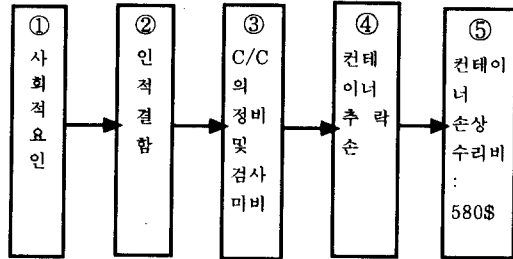 ①
사
회
적
요
인
②
인
적
결
함
③
C/C
의
정비
및
검사
미비
④
컨테
이너
추 락
손
⑤
컨테이
너
손상
수리비
:
580$